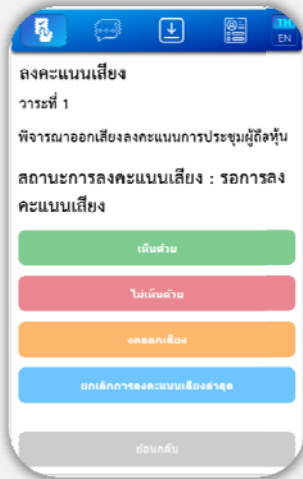 TH
EN
ลงคะแนนเสียง
วาระที่ 1
พิจารณาออกเสียงลงคะแนนการประชุมผู้ถือหุ้น
สถานะการลงคะแนนเสียง : รอการลง
คะแนนเสียง
เห็นด้วย
ไม่เห็นด้วย
งดออกเสียง
ยกเลิกการลงคะแนนเสียงล่าสุด
ย้อนกลับ